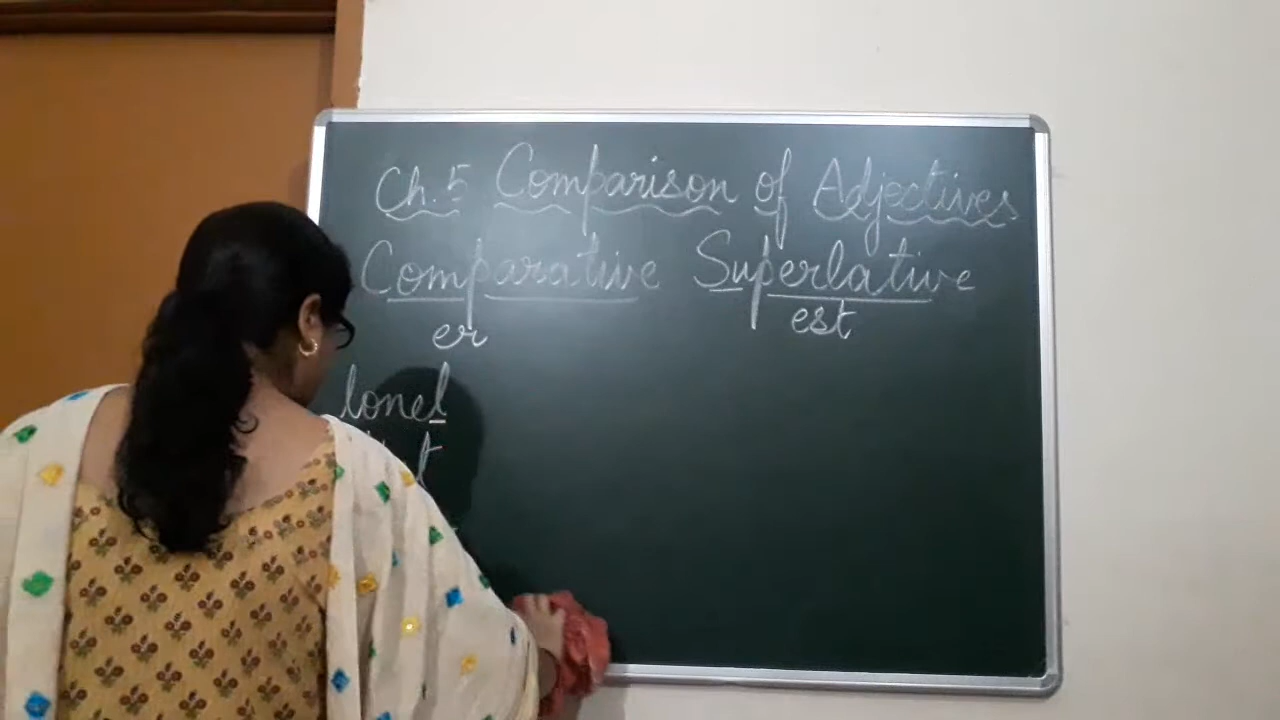 Ch. 5 Comparison of Adjectives
Comparative Superlative
er est
lonel